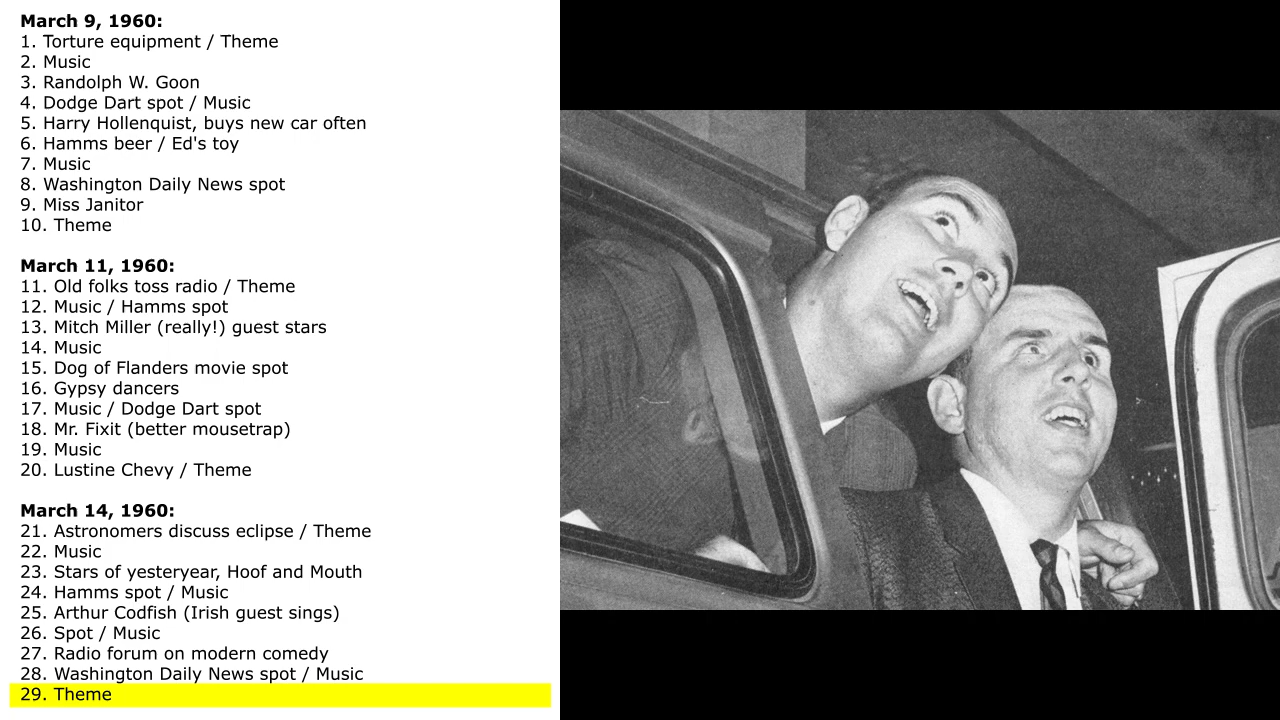 March 9, 1960:
1. Torture equipment / Theme
2. Music
3. Randolph W. Goon
4. Dodge Dart spot / Music
5. Harry Hollenquist, buys new car often
6. Hamms beer / Ed's toy
7. Music
8. Washington Daily News spot
9. Miss Janitor
10. Theme
March 11, 1960:
11. Old folks toss radio / Theme
12. Music / Hamms spot
13. Mitch Miller (really!) guest stars
14. Music
15. Dog of Flanders movie spot
16. Gypsy dancers
17. Music / Dodge Dart spot
18. Mr. Fixit (better mousetrap)
19. Music
20. Lustine Chevy / Theme
March 14, 1960:
21. Astronomers discuss eclipse / Theme
22. Music
23. Stars of yesteryear, Hoof and Mouth
24. Hamms spot / Music
25. Arthur Codfish (Irish guest sings)
26. Spot / Music
27. Radio forum on modern comedy
28. Washington Daily News spot / Music
29. Theme